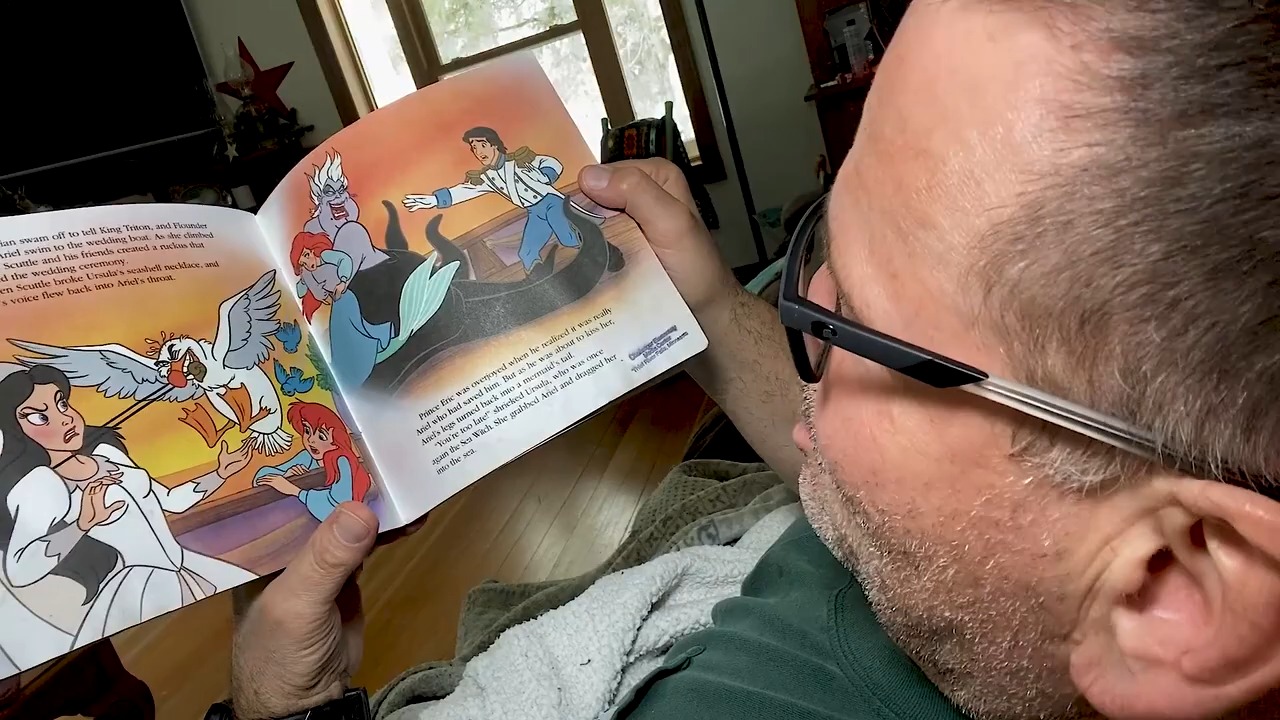 ian swam off to tell King Triton, and Flounder
Ariel swim to the wedding boat. As she climbed
Scuttle and his friends created a ruckus that
d the wedding ceremony.
en Scuttle broke Ursula's seashell necklace, and
's voice flew back into Ariel's throat.
Prince Eric was overjoyed when he realized it was really
Ariel who had saved him. But as he was about to kiss her,
Ariel's legs turned back into a mermaid's tail.
"You're too late!" shrieked Ursula, who was once
again the Sea Witch. She grabbed Ariel and dragged her
into the sea.
Media Center